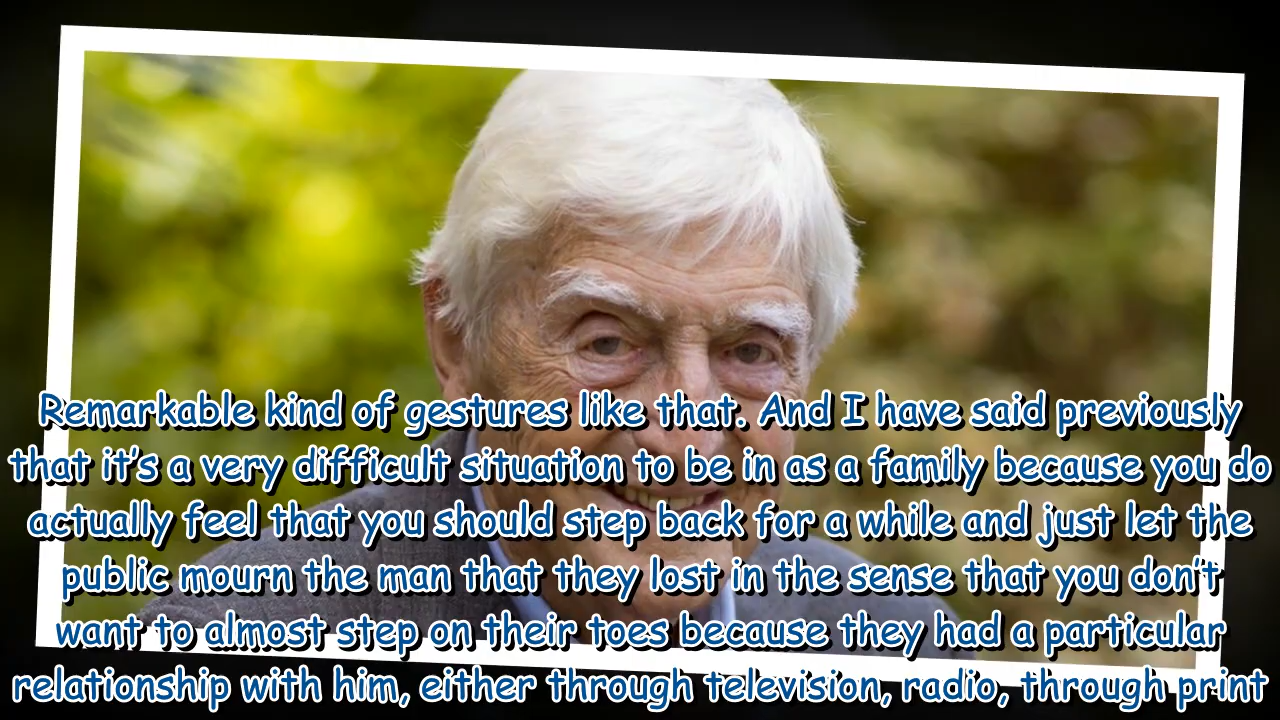 Remarkable kind of gestures like that. And I have said previously
that it's a very difficult situation to be in as a family because you do
actually feel that you should step back for a while and just let the
public mourn the man that they lost in the sense that you don't
want to almost step on their toes because they had a particular
relationship with him, either through television, radio, through print